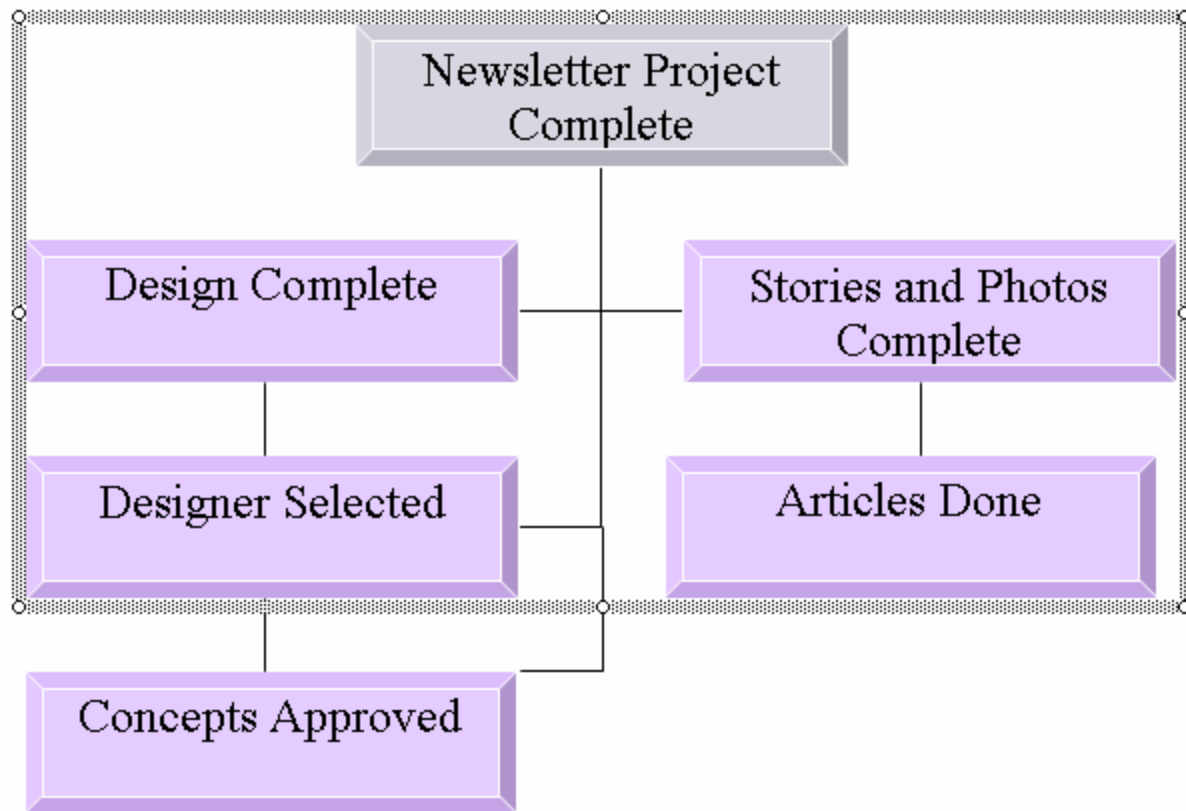 Newsletter Project
Complete
Design Complete
Stories and Photos
Complete
Designer Selected
Articles Done
Concepts Approved